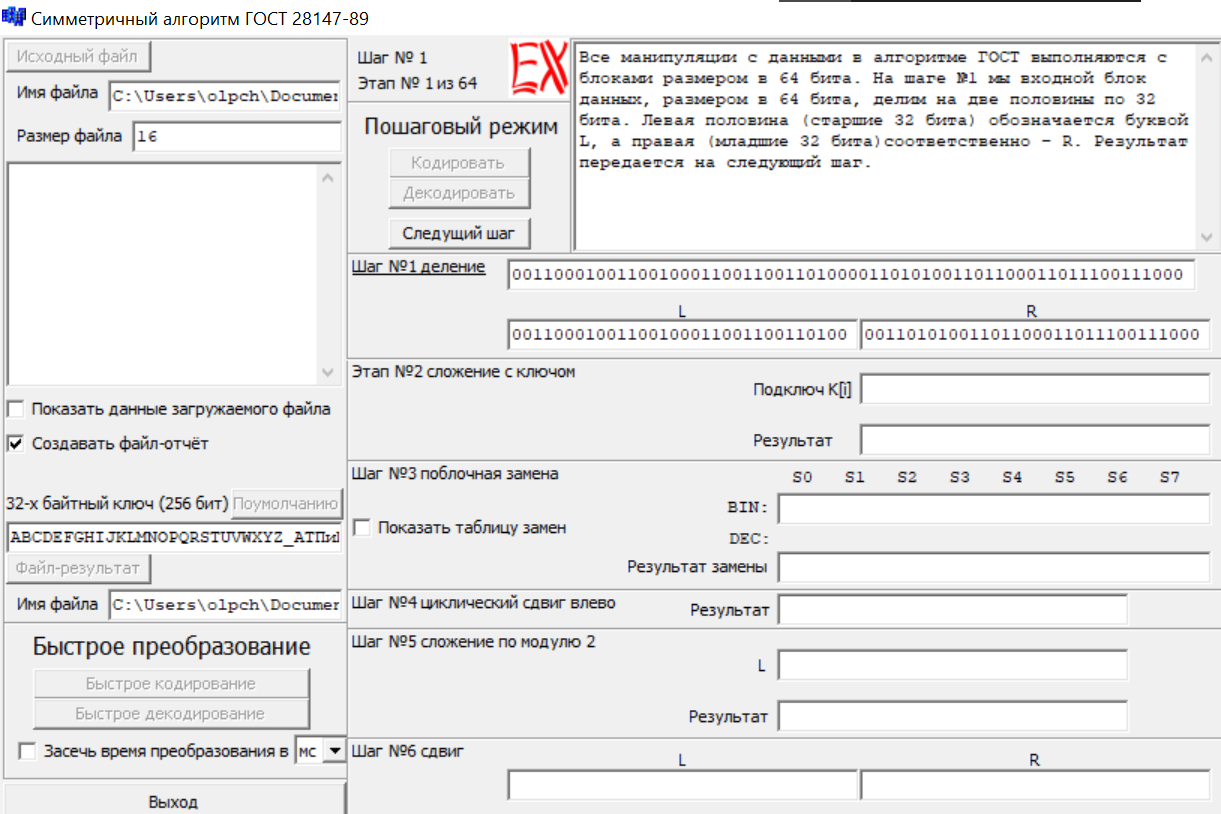 Симметричный алгоритм ГОСТ 28147-89
Исходный файл
Имя файла C:\Users\olpch\Documer
Размер файла 16
Показать данные загружаемого файла
Создавать файл-отчёт
32-х байтный ключ (256 бит) Поумолчанию
ABCDEFGHIJKLMNOPQRSTUVWXYZ_АТПи
Файл-результат
Имя файла C:\Users\olpch\Documer
Быстрое преобразование
Быстрое кодирование
Быстрое декодирование
Засечь время преобразования в мс
Выход
Шаг № 1
Этап № 1 из 64
EX
Пошаговый режим
Кодировать
Декодировать
Следущий шаг
Все манипуляции с данными в алгоритме ГОСТ выполняются с
блоками размером в 64 бита. На шаге №1 мы входной блок
данных, размером в 64 бита, делим на две половины по 32
бита. Левая половина (старшие 32 бита) обозначается буквой
L, а правая (младшие 32 бита)соответственно - R. Результат
передается на следующий шаг.
Шаг №1 деление
0011000100110010001100110011010000110101001101100011011100111000
L R
00110001001100100011001100110100 00110101001101100011011100111000
Этап №2 сложение с ключом
Подключ K[i]
Результат
Шаг №3 поблочная замена
S0 S1 S2 S3 S4 S5 S6 S7
BIN:
Показать таблицу замен
DEC:
Результат замены
Шаг №4 циклический сдвиг влево
Результат
Шаг №5 сложение по модулю 2
L
Результат
Шаг №6 сдвиг
L R